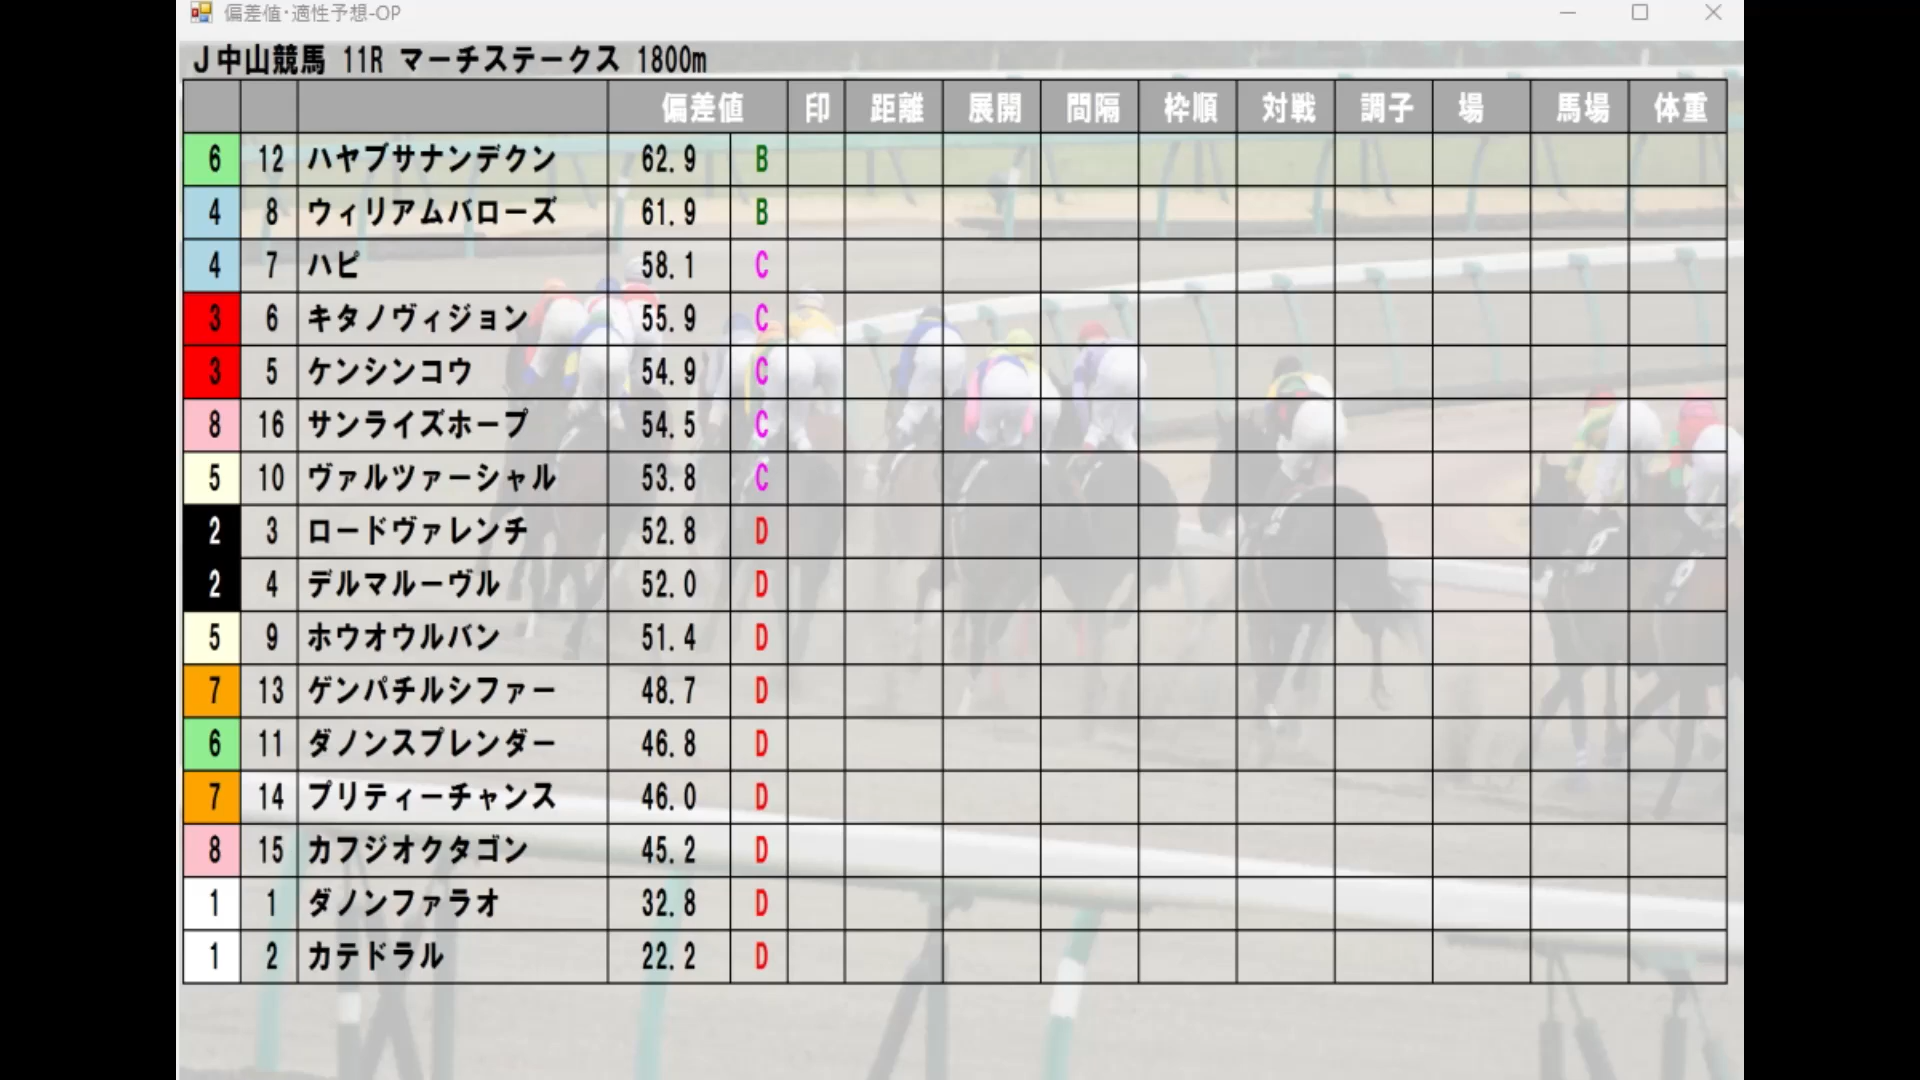 偏差値・適性予想-OP
J中山競馬 11R マーチステークス 1800m
偏差値 印 距離 展開 間隔 枠順 対戦 調子 場 馬場 体重
6 12 ハヤブサナンデクン 62.9 B
4 8 ウィリアムバローズ 61.9 B
4 7 ハピ 58.1 C
3 6 キタノヴィジョン 55.9 C
3 5 ケンシンコウ 54.9 C
8 16 サンライズホープ 54.5 C
5 10 ヴァルツァーシャル 53.8 C
2 3 ロードヴァレンチ 52.8 D
2 4 デルマルーヴル 52.0 D
5 9 ホウオウルバン 51.4 D
7 13 ゲンパチルシファー 48.7 D
6 11 ダノンスプレンダー 46.8 D
7 14 プリティーチャンス 46.0 D
8 15 カフジオクタゴン 45.2 D
1 1 ダノンファラオ 32.8 D
1 2 カテドラル 22.2 D